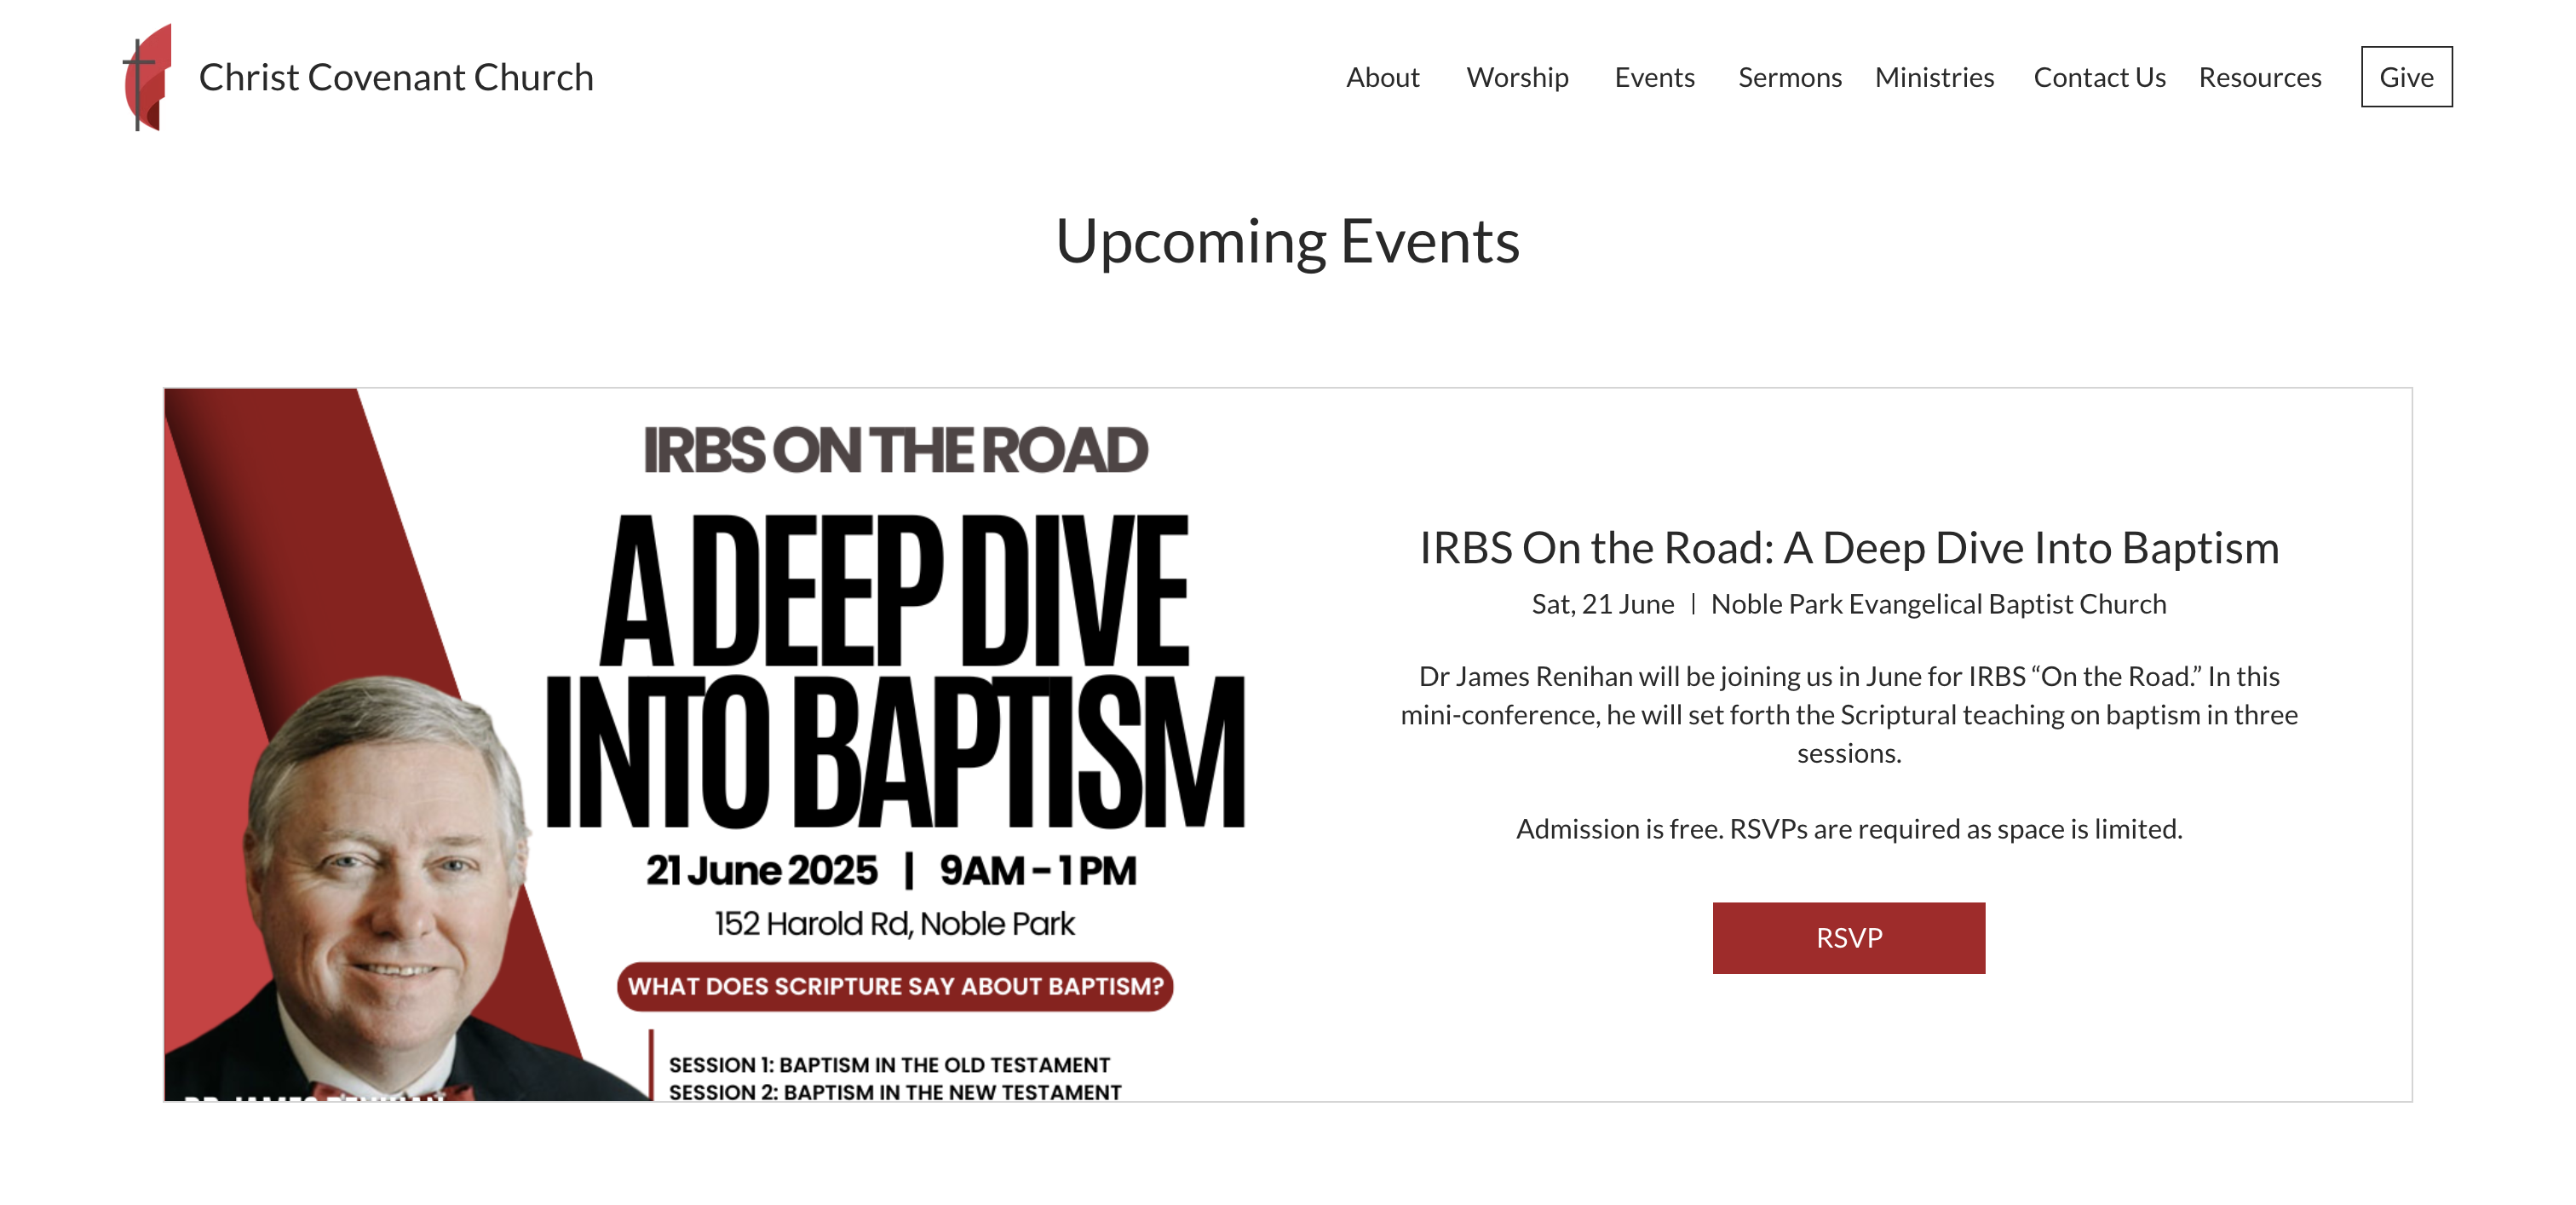 Christ Covenant Church
About Worship Events Sermons Ministries Contact Us Resources Give
Upcoming Events
IRBS ON THE ROAD
A DEEP DIVE
INTO BAPTISM
21 June 2025 | 9AM – 1 PM
152 Harold Rd, Noble Park
WHAT DOES SCRIPTURE SAY ABOUT BAPTISM?
SESSION 1: BAPTISM IN THE OLD TESTAMENT
SESSION 2: BAPTISM IN THE NEW TESTAMENT
IRBS On the Road: A Deep Dive Into Baptism
Sat, 21 June | Noble Park Evangelical Baptist Church
Dr James Renihan will be joining us in June for IRBS “On the Road.” In this
mini-conference, he will set forth the Scriptural teaching on baptism in three
sessions.
Admission is free. RSVPs are required as space is limited.
RSVP